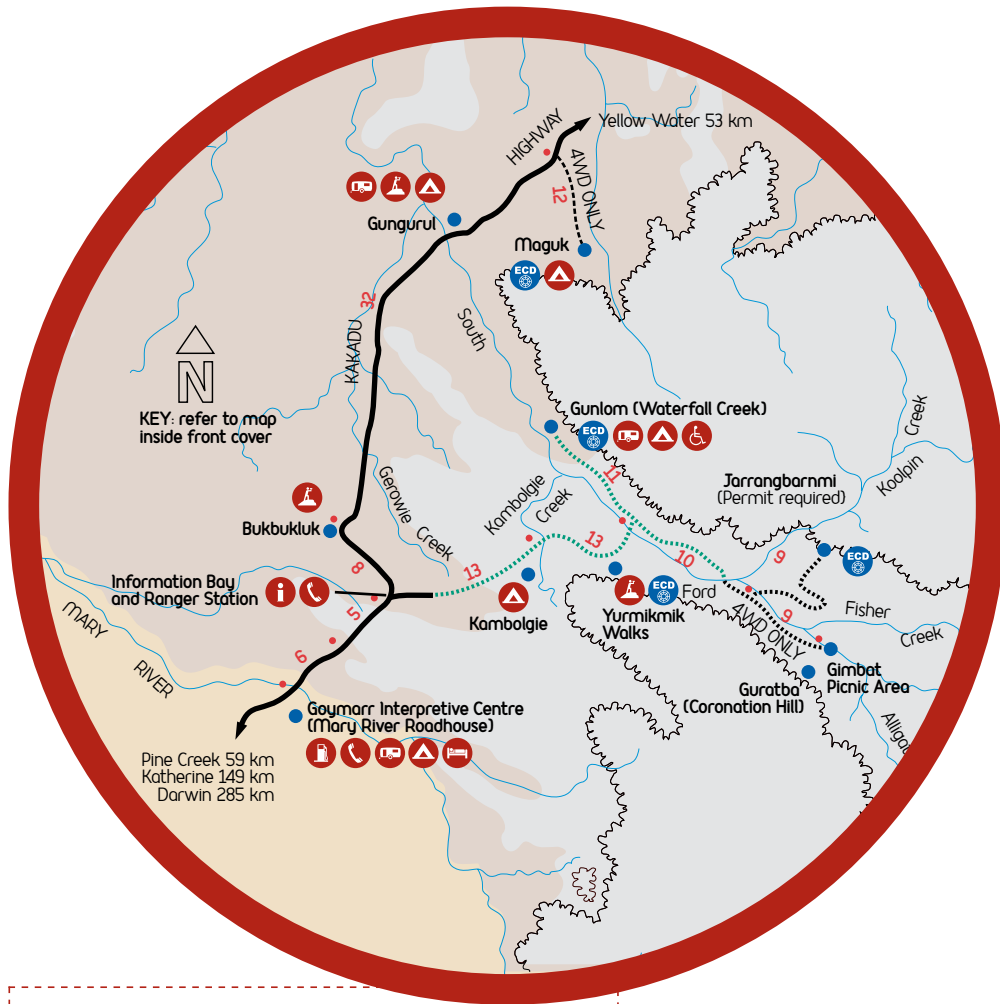 Yellow Water 53 km
HIGHWAY
4WD ONLY
12
Gungurul
Maguk
ECD
32
KAKADU
South
N
KEY: refer to map
inside front cover
Gunlom (Waterfall Creek)
ECD
11
Jarrangbarnmi
(Permit required)
Koolpin
Creek
Gerowie
Creek
Kambolgie
Creek
Bukbukluk
8
13
13
10
9
ECD
Information Bay
and Ranger Station
i
5
Kambolgie
Yurmikmik
Walks
ECD
Ford
4WD ONLY
9
Fisher
Creek
MARY
RIVER
6
Gimbat
Picnic Area
Guratba
(Coronation Hill)
Alligat
Goymarr Interpretive Centre
(Mary River Roadhouse)
Pine Creek 59 km
Katherine 149 km
Darwin 285 km